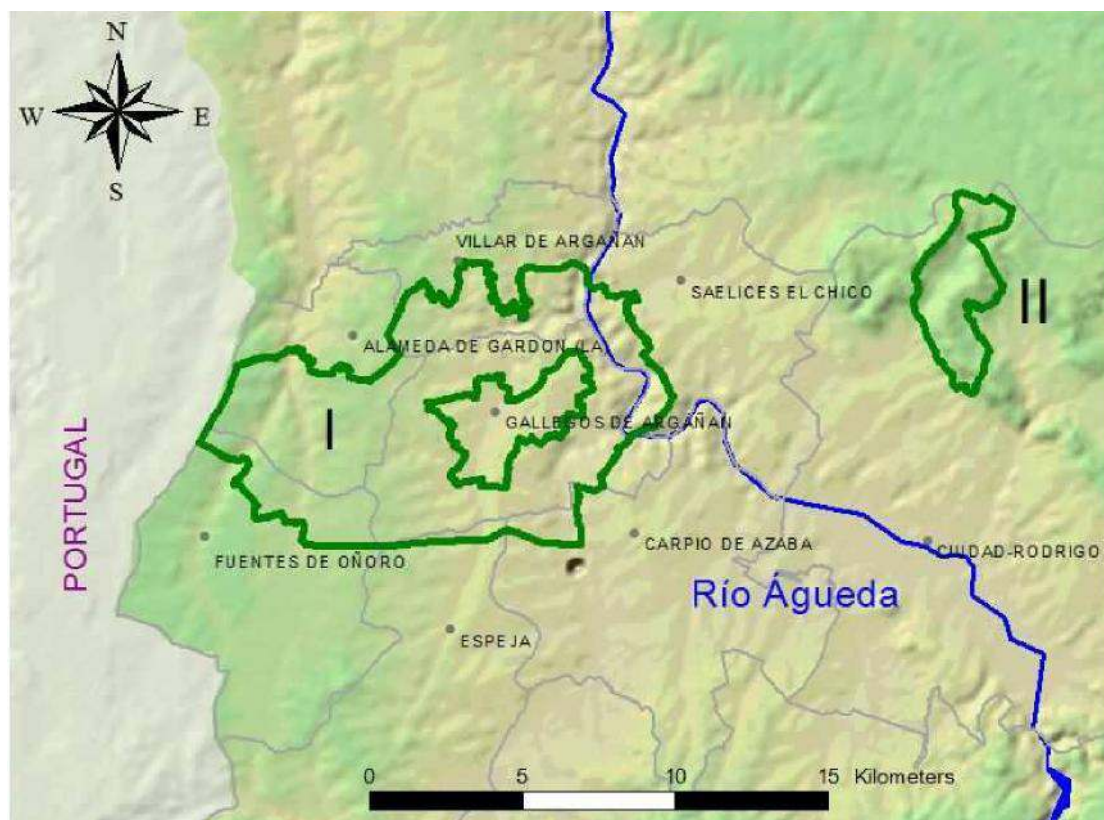 N
W E
S
VILLAR DE ARGAÑAN
SAELICES EL CHICO
II
ALAMEDA DE GARDON (LA)
I
GALLEGOS DE ARGAÑAN
PORTUGAL
FUENTES DE OÑORO
CARPIO DE AZABA
CIUDAD-RODRIGO
Río Águeda
ESPEJA
0 5 10 15 Kilometers